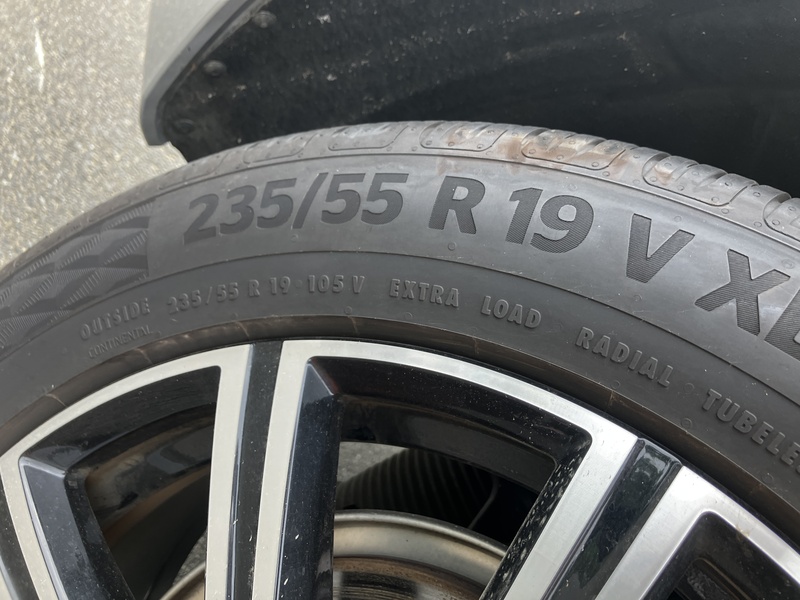 235/55 R 19 V XL
OUTSIDE 235/55 R 19 105 V EXTRA LOAD RADIAL TUBELE
CONTINENTAL